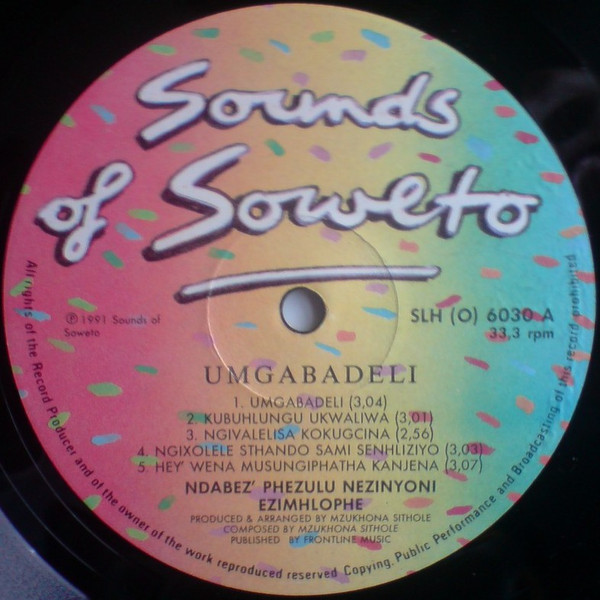 Sounds
of Soweto
℗ 1991 Sounds of
Soweto
SLH (O) 6030 A
33,3 rpm
UMGABADELI
1. UMGABADELI (3,04)
2. KUBUHLUNGU UKWALIWA (3,01)
3. NGIVALELISA KOKUGCINA (2,56)
4. NGIXOLELE STHANDO SAMI SENHLIZIYO (3,03)
5. HEY' WENA MUSUNGIPHATHA KANJENA (3,07)
NDABEZ' PHEZULU NEZINYONI
EZIMHLOPHE
PRODUCED & ARRANGED BY MZUKHONA SITHOLE
COMPOSED BY MZUKHONA SITHOLE
PUBLISHED BY FRONTLINE MUSIC
All rights of the Record Producer and of the owner of the work reproduced reserved Copying, Public Performance and Broadcasting of this record prohibited